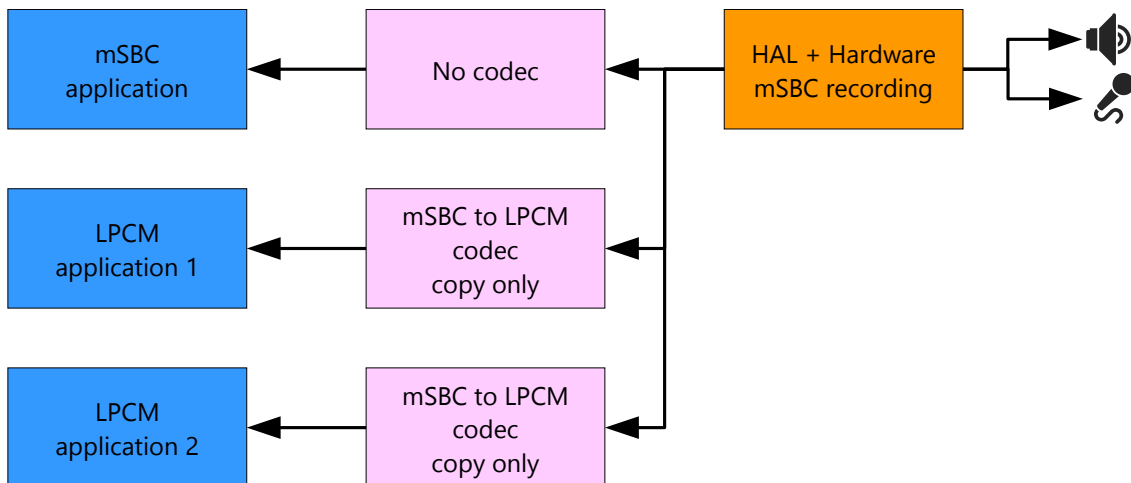 mSBC
application
No codec
HAL + Hardware
mSBC recording
LPCM
application 1
mSBC to LPCM
codec
copy only
LPCM
application 2
mSBC to LPCM
codec
copy only